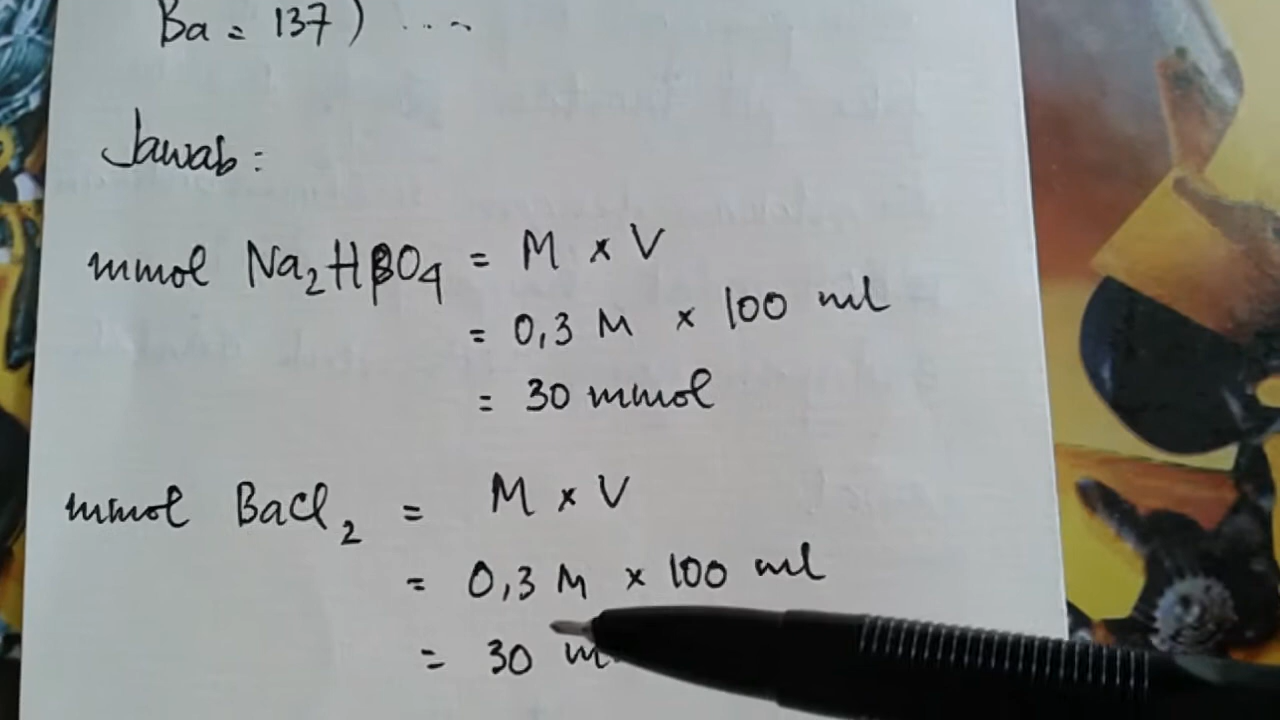 Ba = 137) ....
Jawab :
mmol Na2HPO4 = M x V
= 0,3 M x 100 ml
= 30 mmol
mmol BaCl2 = M x V
= 0,3 M x 100 ml
= 30